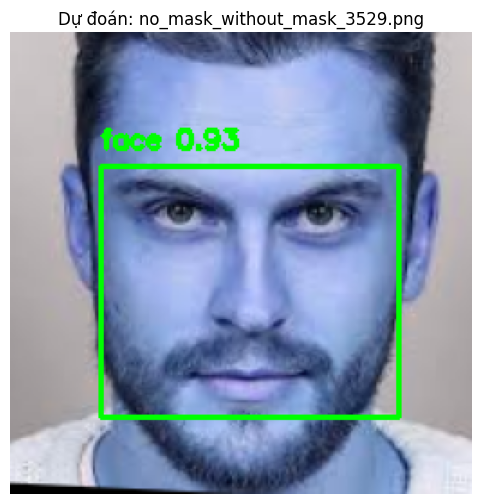 Dự đoán: no_mask_without_mask_3529.png
face 0.93